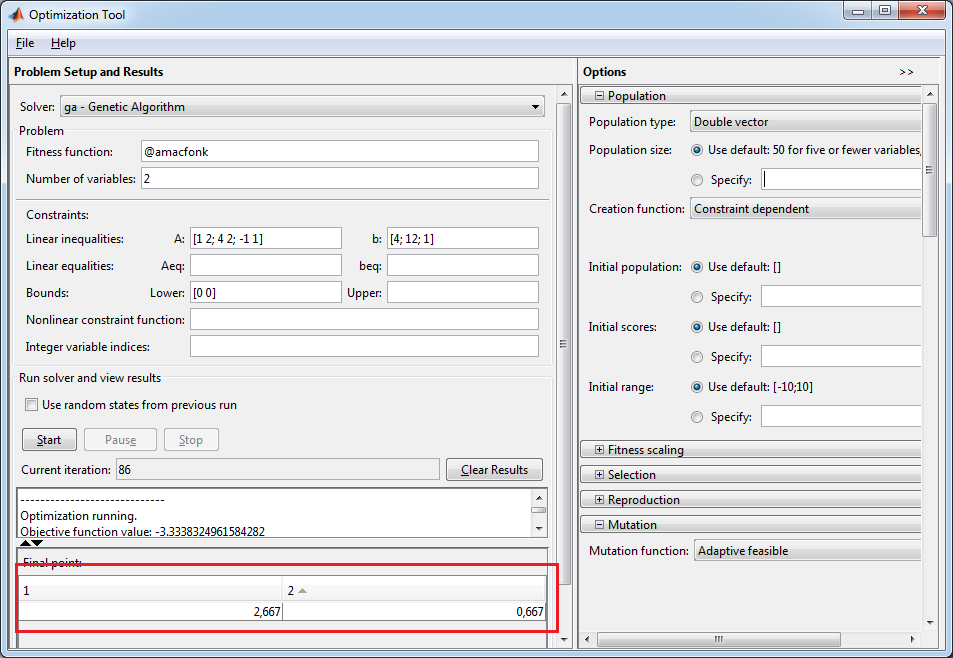 Optimization Tool
File Help
Problem Setup and Results
Solver: ga - Genetic Algorithm
Problem
Fitness function: @amacfonk
Number of variables: 2
Constraints:
Linear inequalities: A: [1 2; 4 2; -1 1] b: [4; 12; 1]
Linear equalities: Aeq: beq:
Bounds: Lower: [0 0] Upper:
Nonlinear constraint function:
Integer variable indices:
Run solver and view results
Use random states from previous run
Start Pause Stop
Current iteration: 86 Clear Results
-----------------------------
Optimization running.
Objective function value: -3.3338324961584282
Final point:
1 2
2,667 0,667
Options >>
Population
Population type: Double vector
Population size: Use default: 50 for five or fewer variables,
Specify:
Creation function: Constraint dependent
Initial population: Use default: []
Specify:
Initial scores: Use default: []
Specify:
Initial range: Use default: [-10;10]
Specify:
Fitness scaling
Selection
Reproduction
Mutation
Mutation function: Adaptive feasible